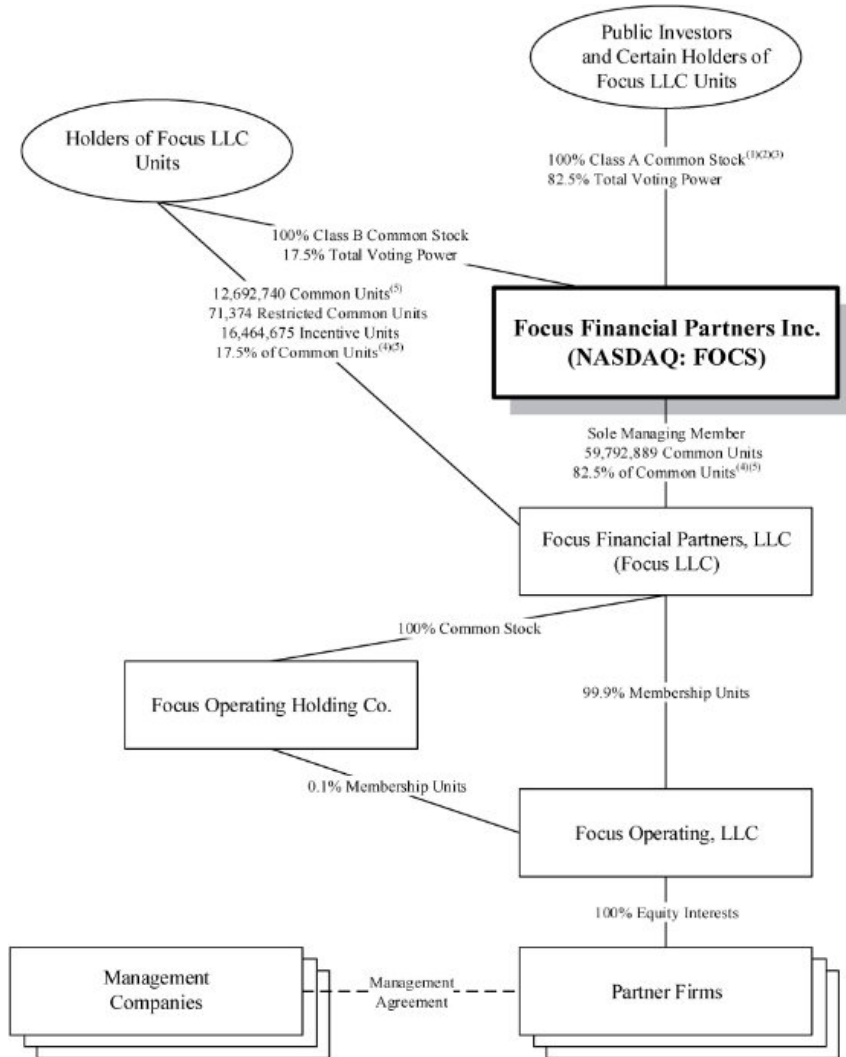 Public Investors
and Certain Holders of
Focus LLC Units
Holders of Focus LLC
Units
100% Class A Common Stock(1)(2)(3)
82.5% Total Voting Power
100% Class B Common Stock
17.5% Total Voting Power
12,692,740 Common Units(5)
71,374 Restricted Common Units
16,464,675 Incentive Units
17.5% of Common Units(4)(5)
Focus Financial Partners Inc.
(NASDAQ: FOCS)
Sole Managing Member
59,792,889 Common Units
82.5% of Common Units(4)(5)
Focus Financial Partners, LLC
(Focus LLC)
100% Common Stock
Focus Operating Holding Co.
99.9% Membership Units
0.1% Membership Units
Focus Operating, LLC
100% Equity Interests
Management
Companies
Management
Agreement
Partner Firms